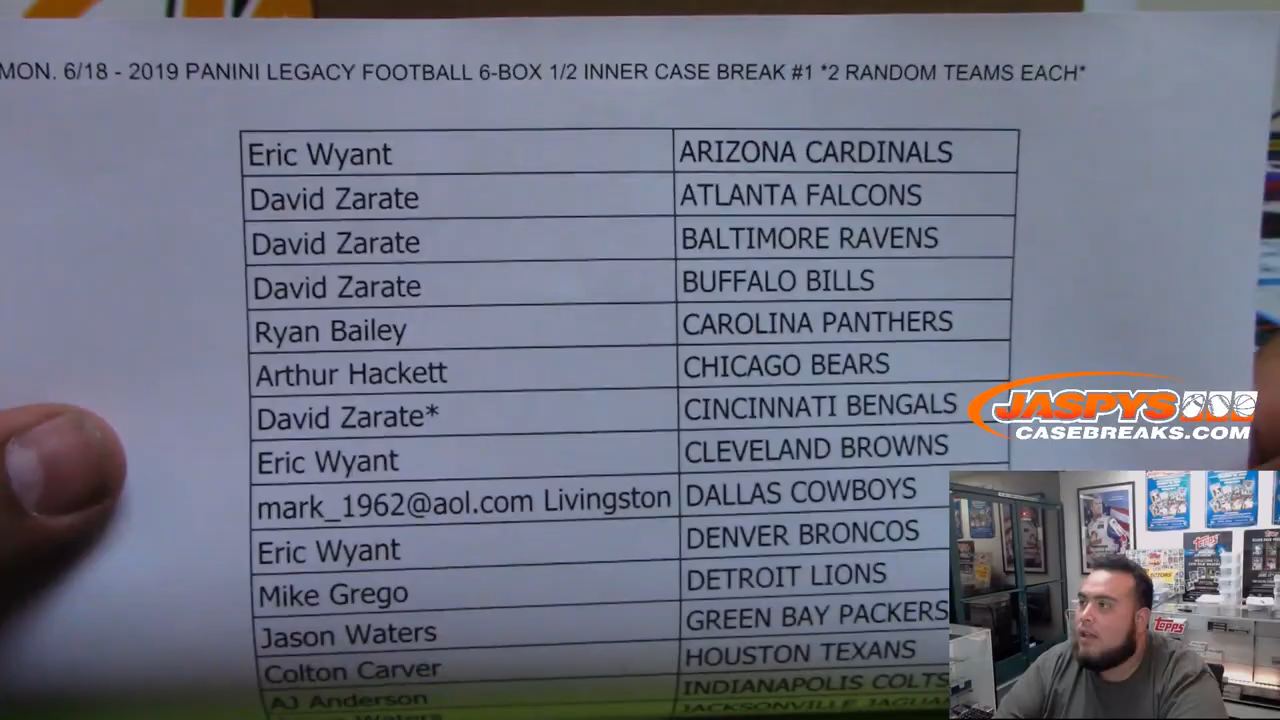 MON. 6/18 - 2019 PANINI LEGACY FOOTBALL 6-BOX 1/2 INNER CASE BREAK #1 *2 RANDOM TEAMS EACH*
Eric Wyant ARIZONA CARDINALS
David Zarate ATLANTA FALCONS
David Zarate BALTIMORE RAVENS
David Zarate BUFFALO BILLS
Ryan Bailey CAROLINA PANTHERS
Arthur Hackett CHICAGO BEARS
David Zarate* CINCINNATI BENGALS
Eric Wyant CLEVELAND BROWNS
mark_1962@aol.com Livingston DALLAS COWBOYS
Eric Wyant DENVER BRONCOS
Mike Grego DETROIT LIONS
Jason Waters GREEN BAY PACKERS
Colton Carver HOUSTON TEXANS
AJ Anderson INDIANAPOLIS COLTS
Waters JACKSONVILLE
JASPYS
CASEBREAKS.COM
topps